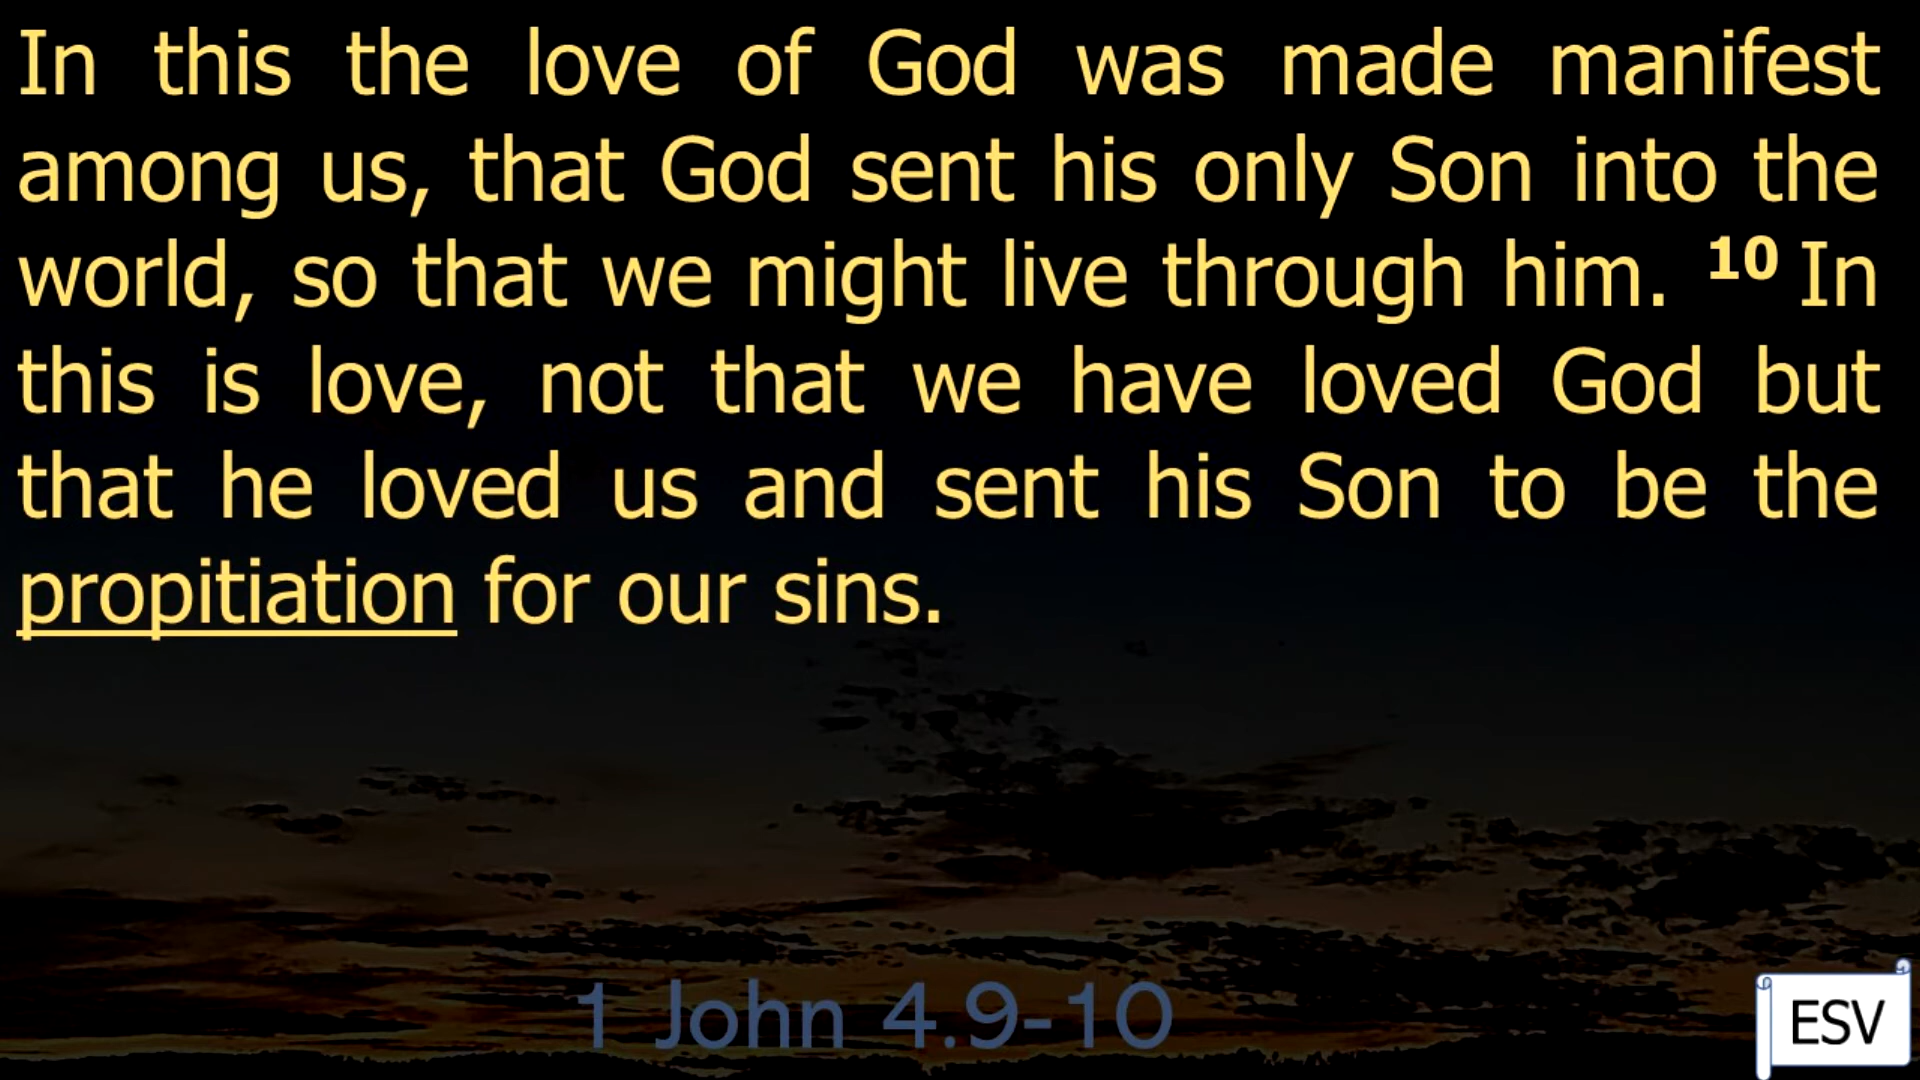 In this the love of God was made manifest
among us, that God sent his only Son into the
world, so that we might live through him. 10 In
this is love, not that we have loved God but
that he loved us and sent his Son to be the
propitiation for our sins.
1 John 4.9-10
ESV